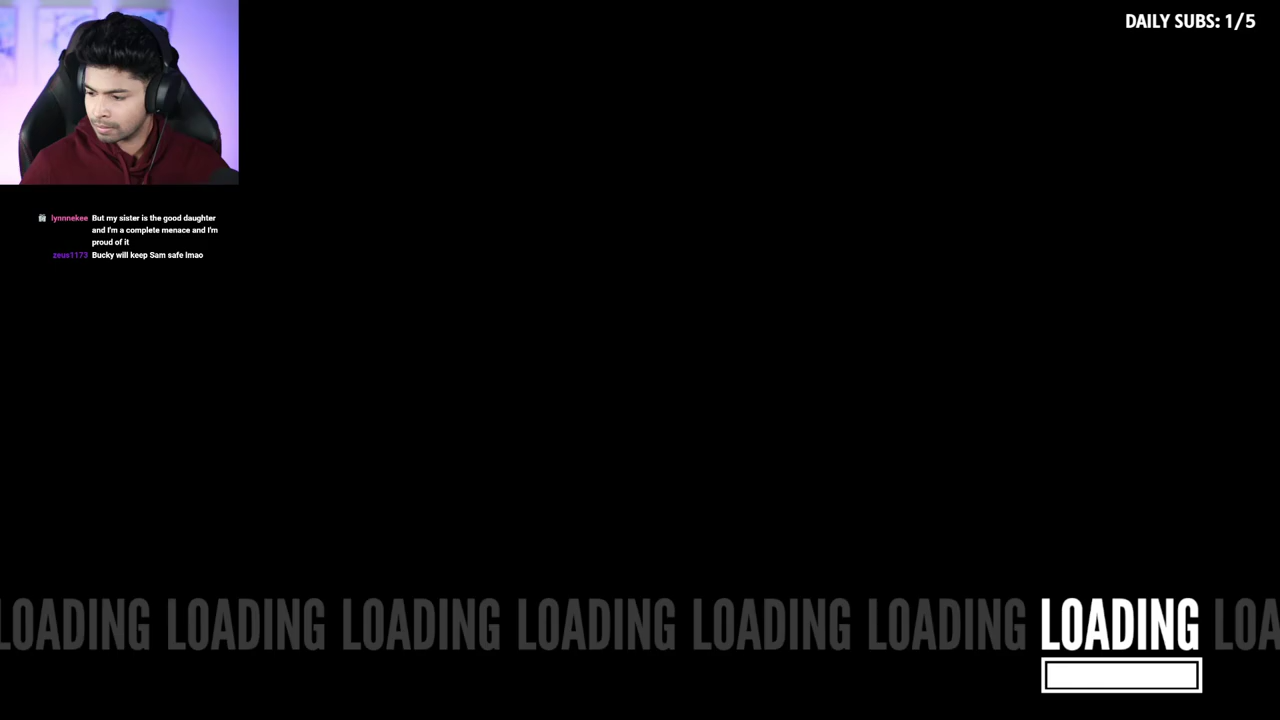 DAILY SUBS: 1/5
lynnnekee But my sister is the good daughter
and I'm a complete menace and I'm
proud of it
zeus1173 Bucky will keep Sam safe lmao
LOADING LOADING LOADING LOADING LOADING LOADING LOADING LOA